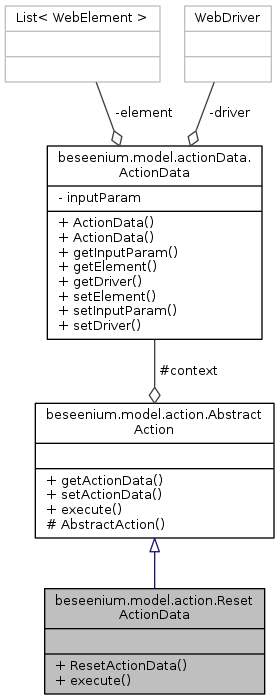 List< WebElement >
WebDriver
-element
-driver
beseenium.model.actionData.
ActionData
- inputParam
+ ActionData()
+ ActionData()
+ getInputParam()
+ getElement()
+ getDriver()
+ setElement()
+ setInputParam()
+ setDriver()
#context
beseenium.model.action.Abstract
Action
+ getActionData()
+ setActionData()
+ execute()
# AbstractAction()
beseenium.model.action.Reset
ActionData
+ ResetActionData()
+ execute()